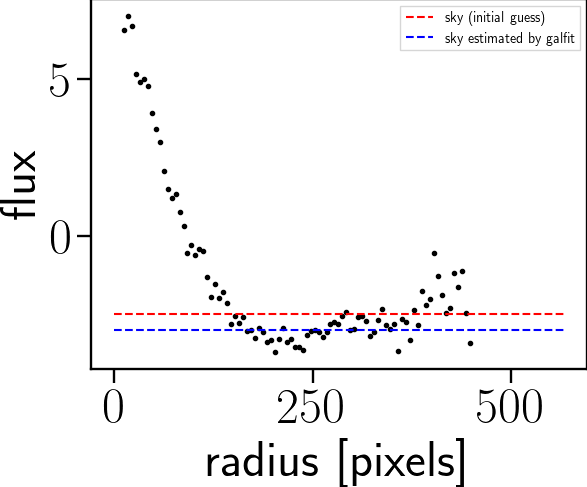 sky (initial guess)
sky estimated by galfit
5
0
flux
0 250 500
radius [pixels]